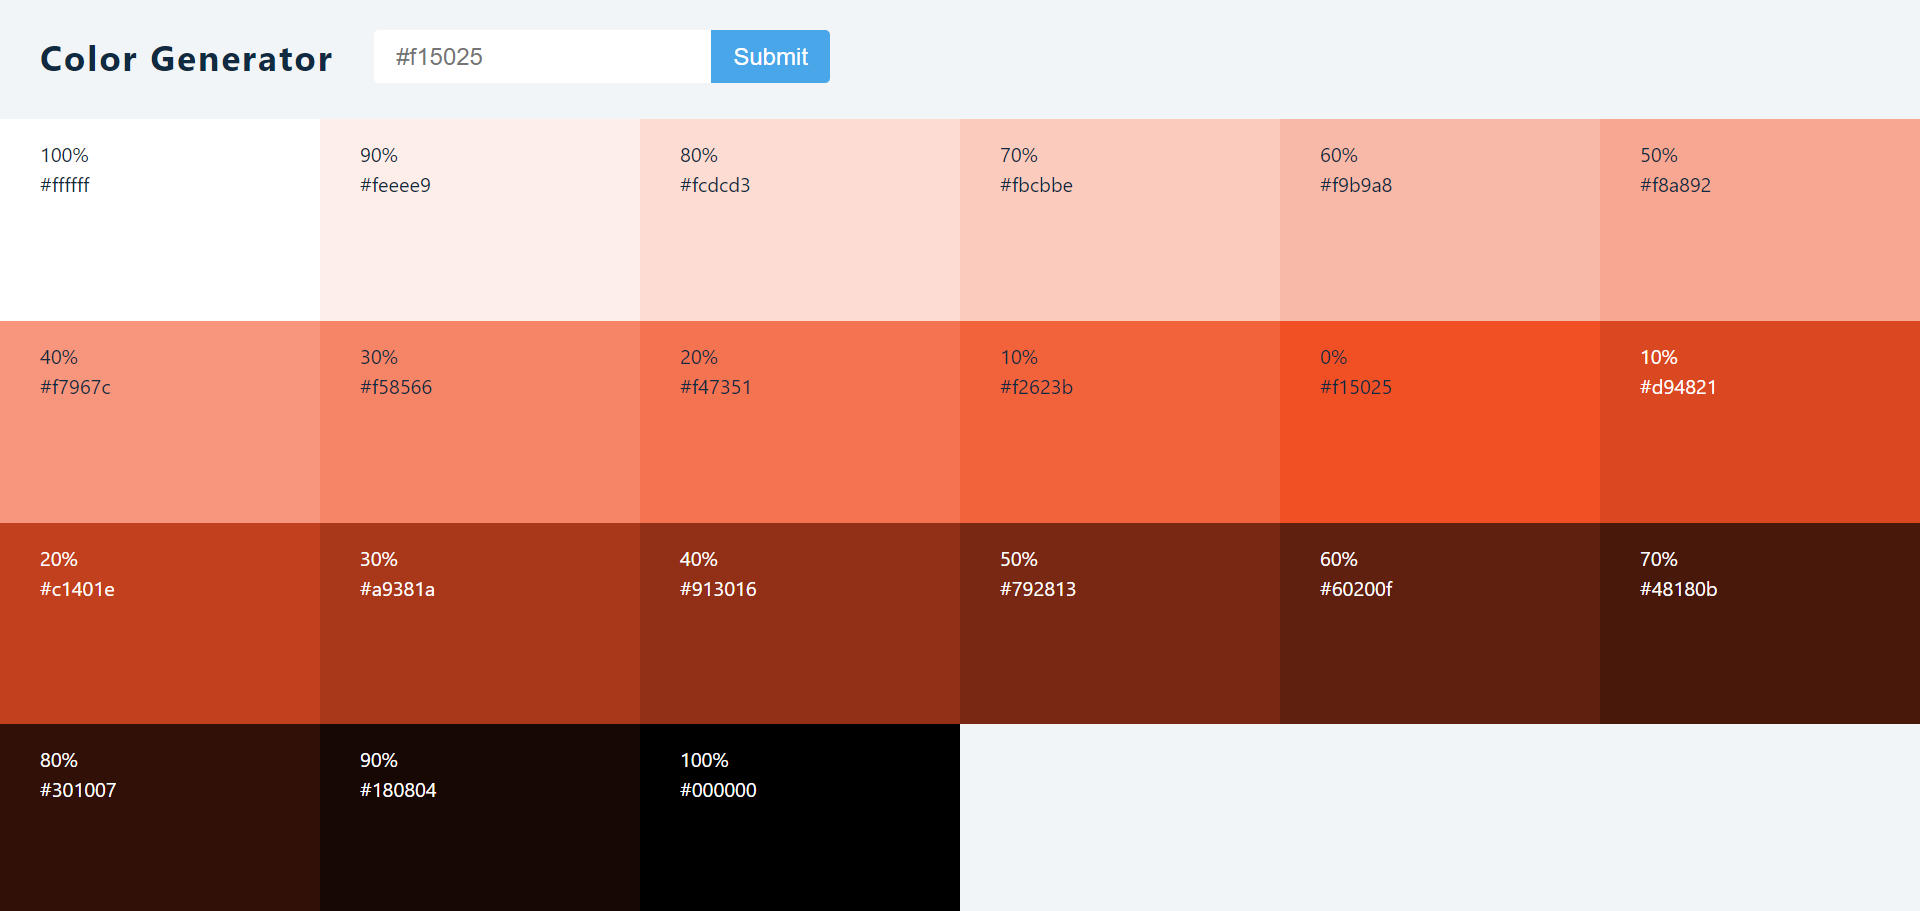 Color Generator
#f15025
Submit
100%
#ffffff
90%
#feeee9
80%
#fcdcd3
70%
#fbcbbe
60%
#f9b9a8
50%
#f8a892
40%
#f7967c
30%
#f58566
20%
#f47351
10%
#f2623b
0%
#f15025
10%
#d94821
20%
#c1401e
30%
#a9381a
40%
#913016
50%
#792813
60%
#60200f
70%
#48180b
80%
#301007
90%
#180804
100%
#000000